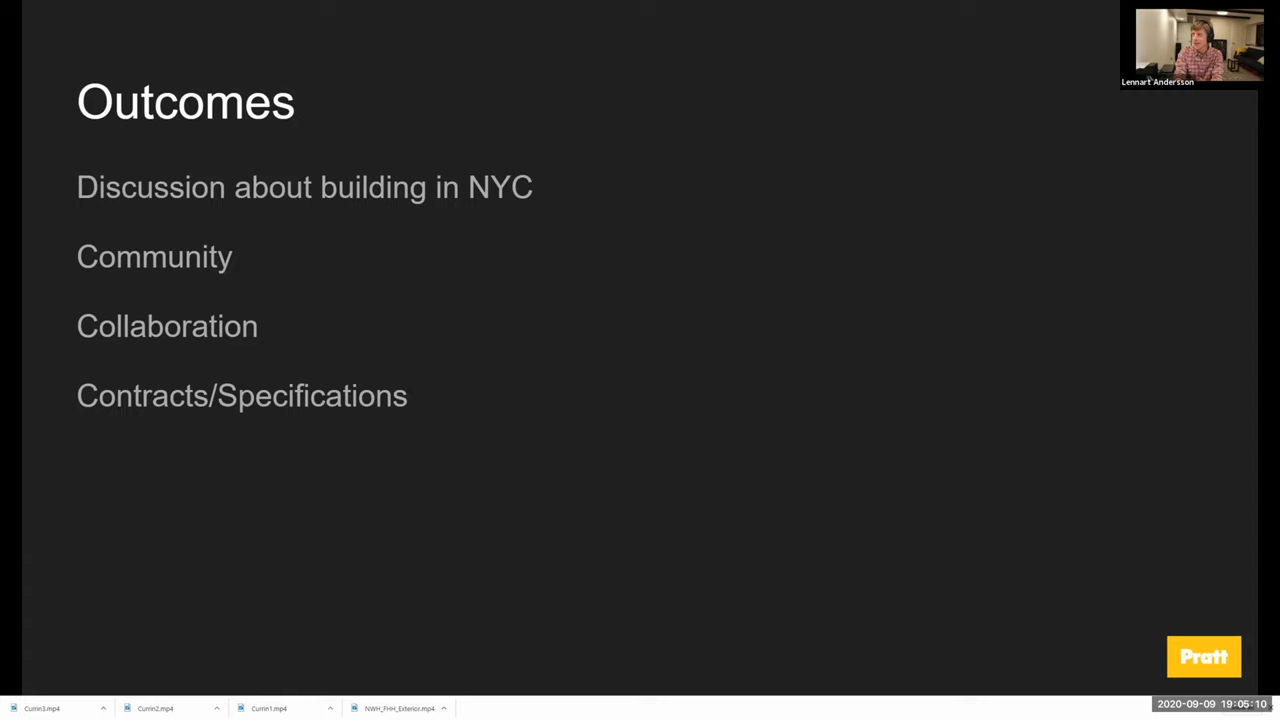 Lennart Andersson
Outcomes
Discussion about building in NYC
Community
Collaboration
Contracts/Specifications
Pratt
Currin3.mp4
Currin2.mp4
Currin1.mp4
NWH_FHH_Exterior.mp4
2020-09-09 19:05:10